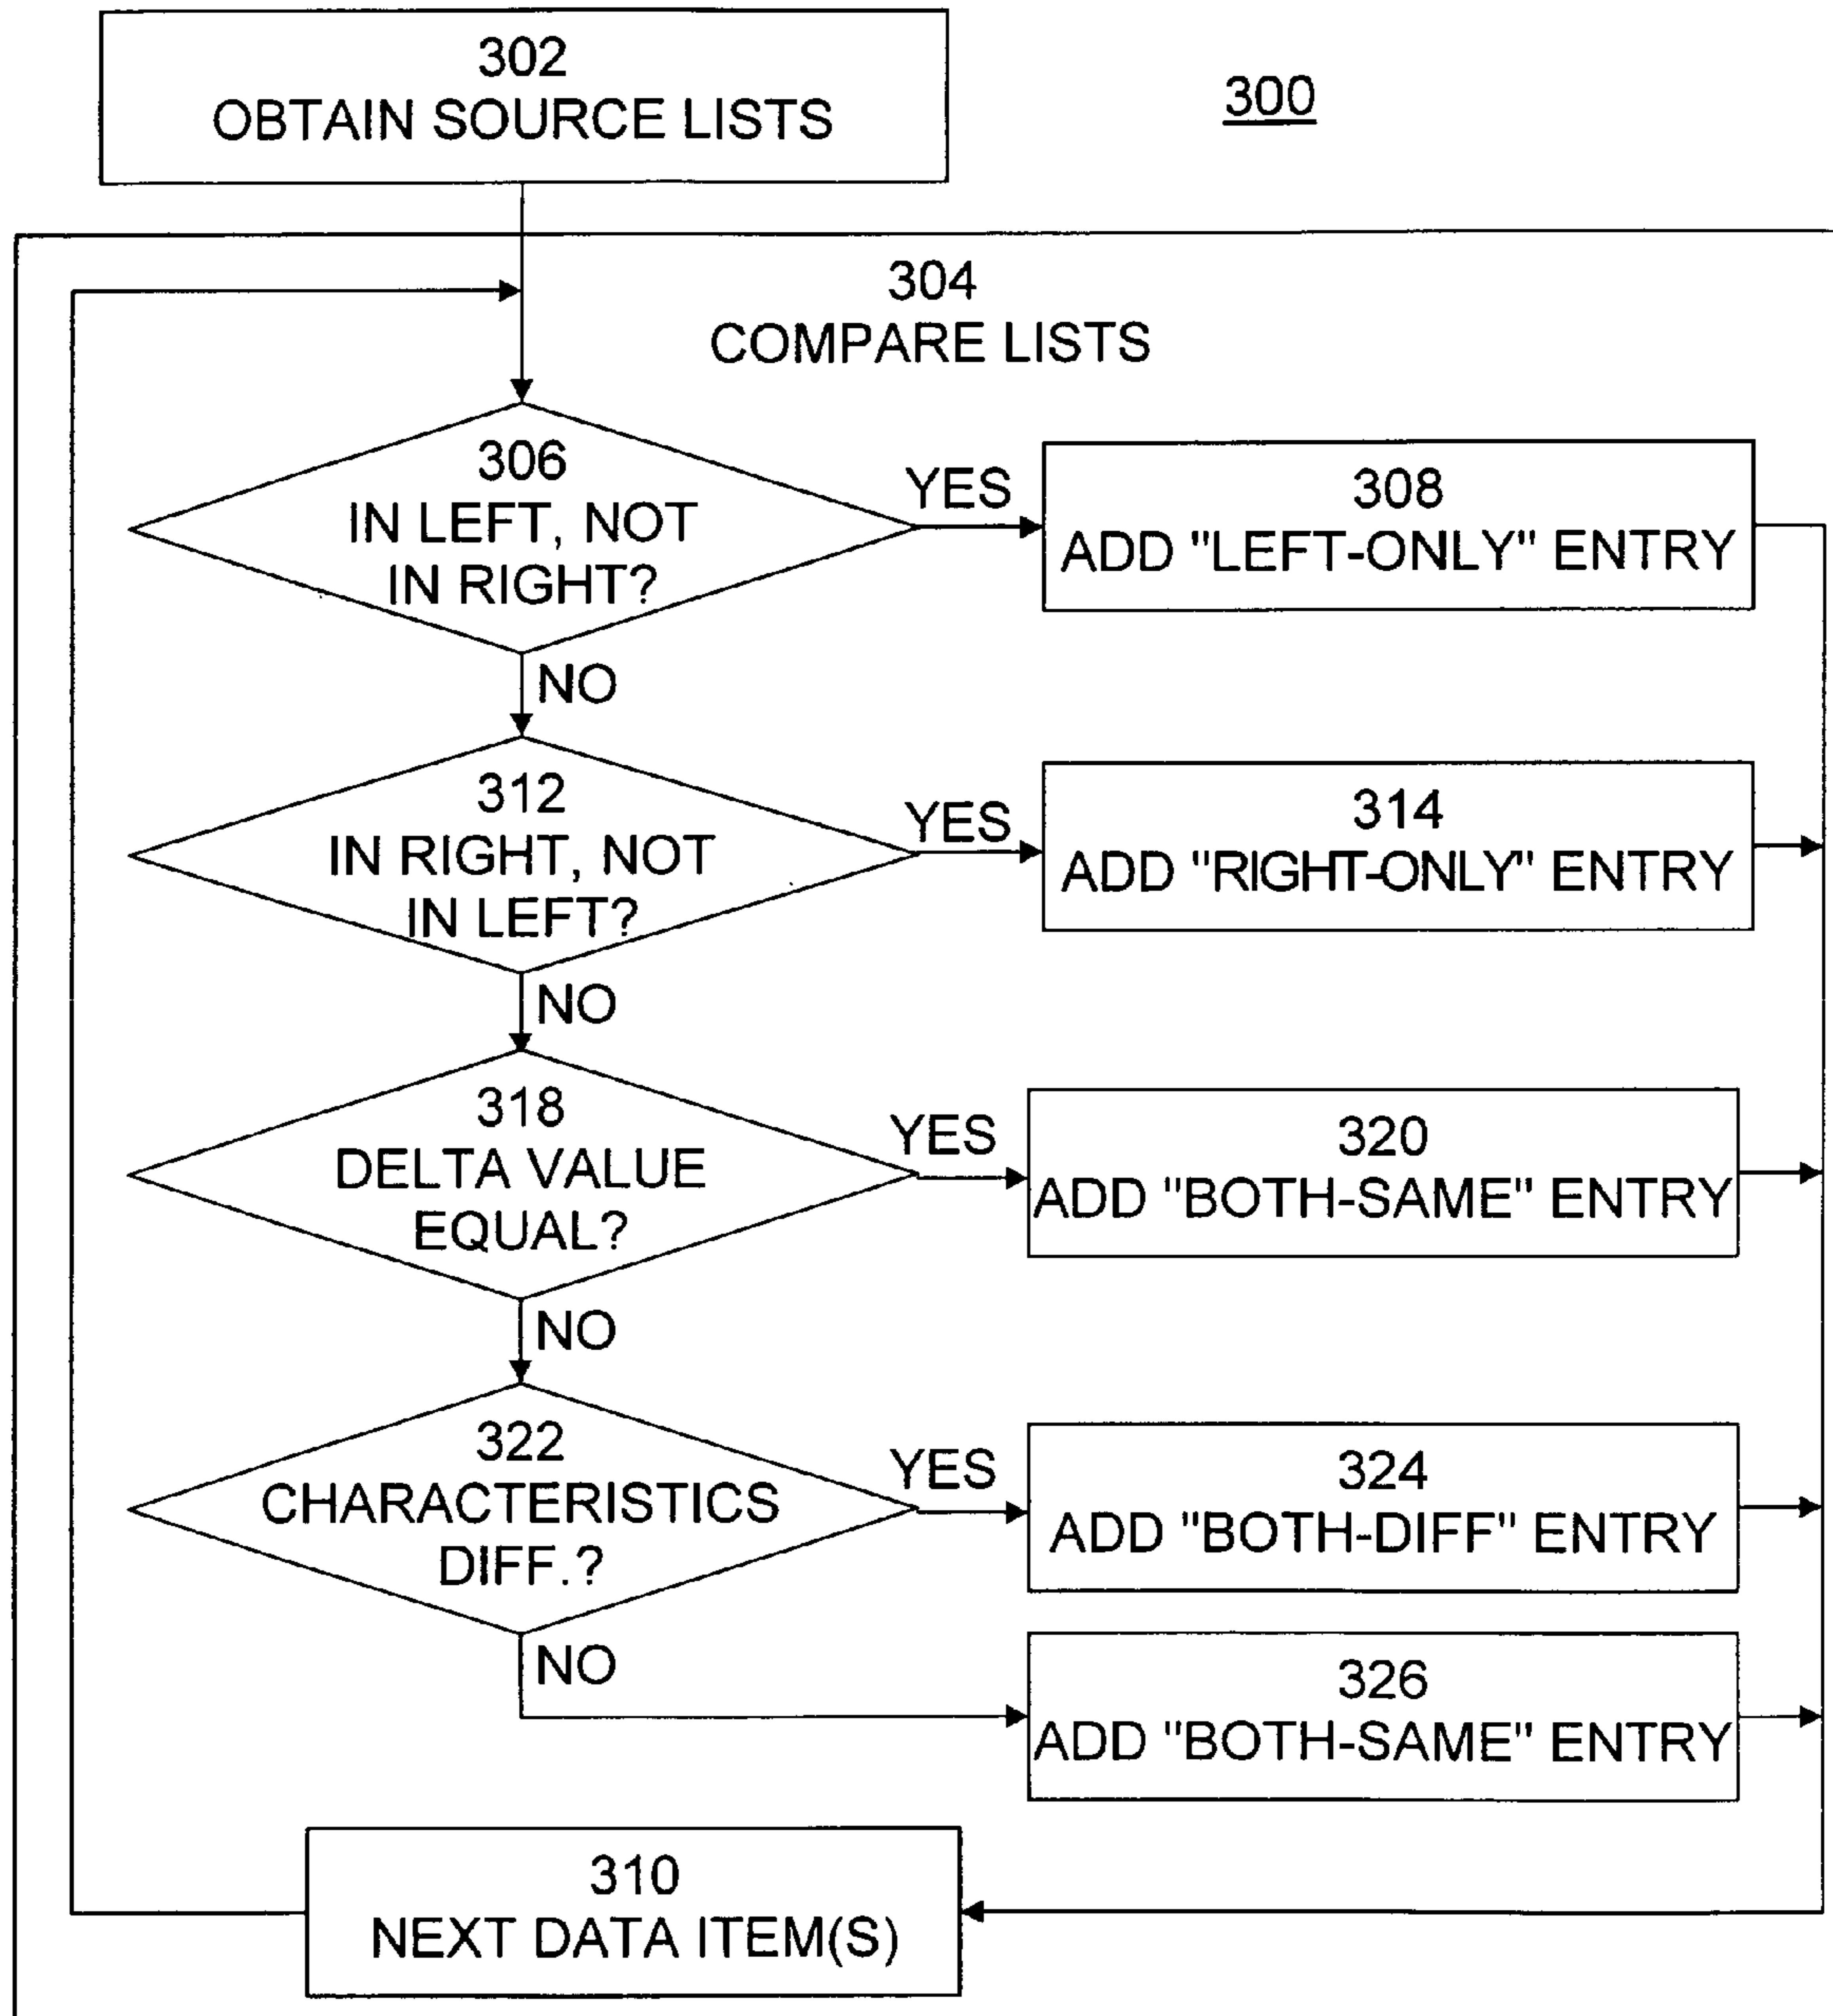 302
OBTAIN SOURCE LISTS
300
304
COMPARE LISTS
306
IN LEFT, NOT
IN RIGHT?
YES
308
ADD "LEFT-ONLY" ENTRY
NO
312
IN RIGHT, NOT
IN LEFT?
YES
314
ADD "RIGHT-ONLY" ENTRY
NO
318
DELTA VALUE
EQUAL?
YES
320
ADD "BOTH-SAME" ENTRY
NO
322
CHARACTERISTICS
DIFF.?
YES
324
ADD "BOTH-DIFF" ENTRY
NO
326
ADD "BOTH-SAME" ENTRY
310
NEXT DATA ITEM(S)